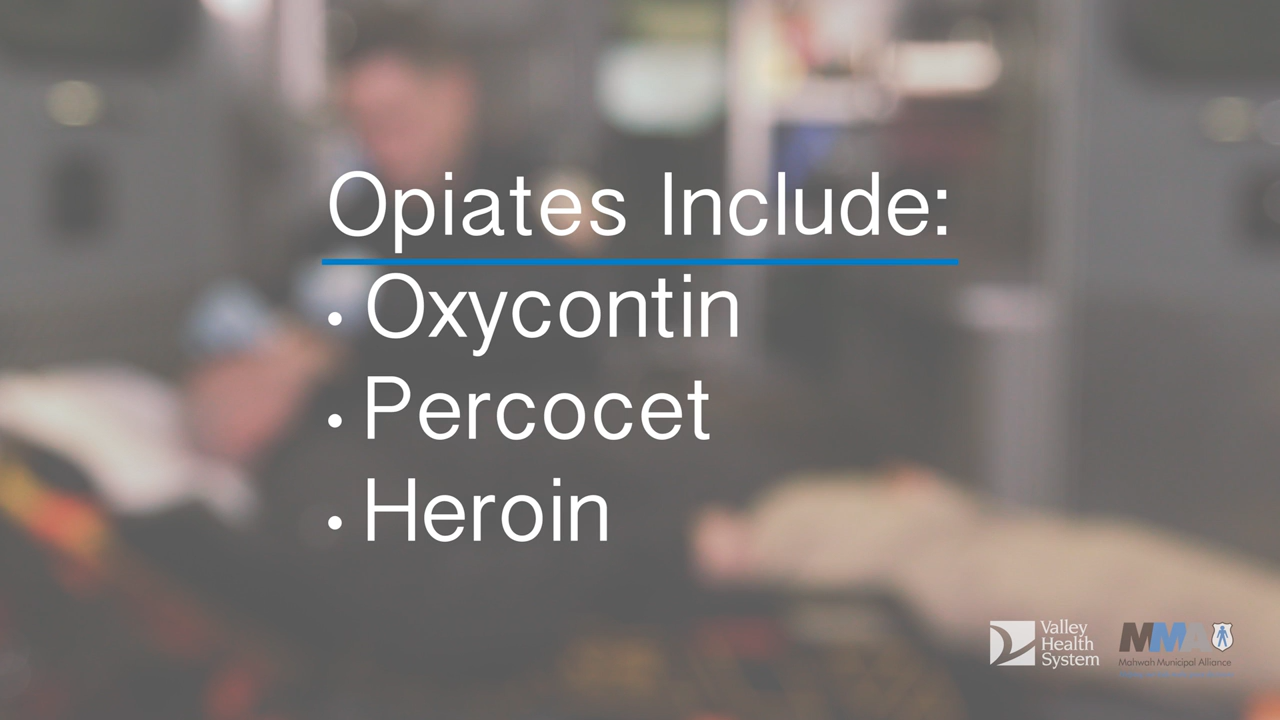 Opiates Include:
• Oxycontin
• Percocet
• Heroin
Valley
Health
System
MMA
Mahwah Municipal Alliance